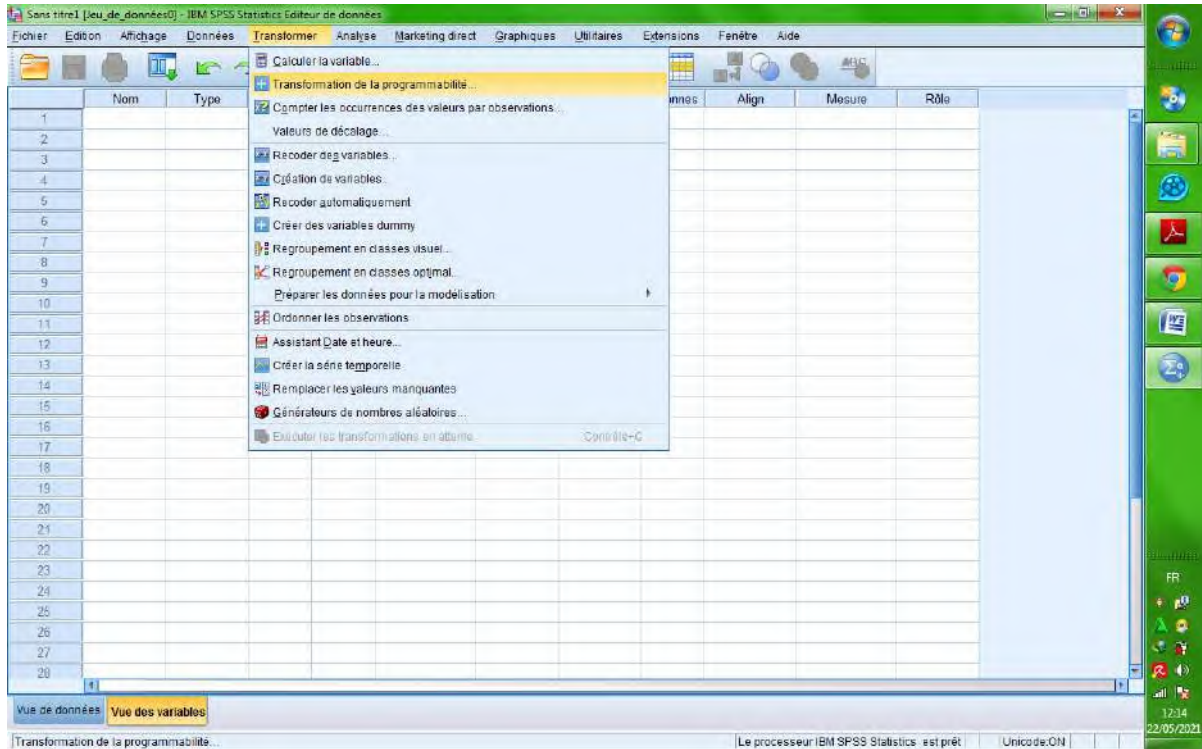 Sans titre1 [Jeu_de_données0] - IBM SPSS Statistics Editeur de données
Fichier Edition Affichage Données Transformer Analyse Marketing direct Graphiques Utilitaires Extensions Fenêtre Aide
Calculer la variable...
Transformation de la programmabilité...
Nom Type onnes Align Mesure Rôle
Compter les occurrences des valeurs par observations...
1
Valeurs de décalage...
2
Recoder des variables...
3
Création de variables...
4
Recoder automatiquement
5
Créer des variables dummy
6
Regroupement en classes visuel...
7
8
Regroupement en classes optimal...
9
Préparer les données pour la modélisation
10
Ordonner les observations
11
Assistant Date et heure...
12
Créer la série temporelle
13
Remplacer les valeurs manquantes
14
15
Générateurs de nombres aléatoires...
16
Exécuter les transformations en attente Contrôle+C
17
18
19
20
21
22
23
24
25
26
27
28
Vue de données Vue des variables
Transformation de la programmabilité... Le processeur IBM SPSS Statistics est prêt Unicode:ON
FR
12:14
22/05/2021